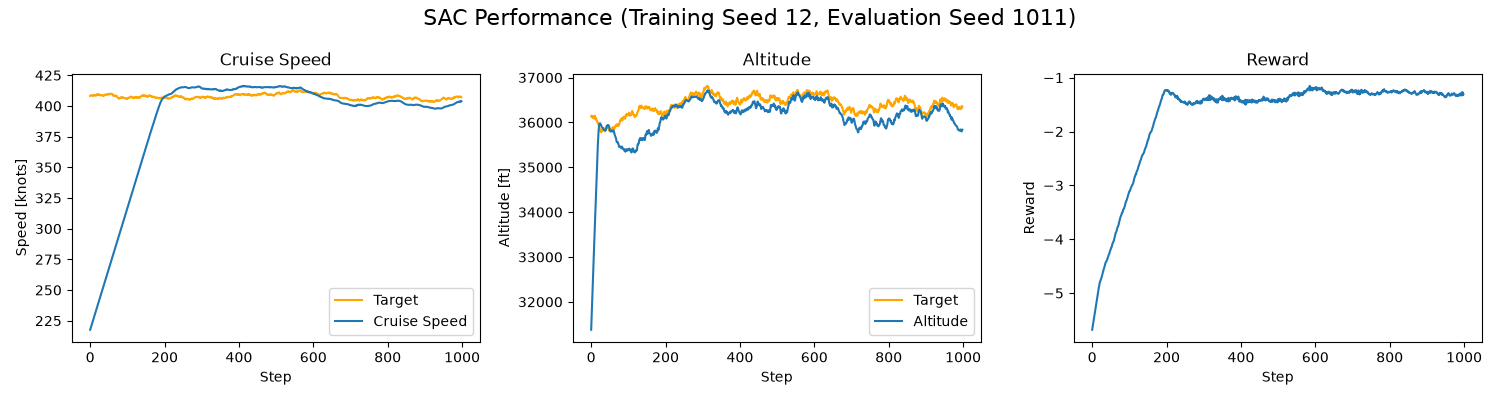 SAC Performance (Training Seed 12, Evaluation Seed 1011)
Cruise Speed
425
400
375
350
325
300
275
250
225
Speed [knots]
0 200 400 600 800 1000
Step
Target
Cruise Speed
Altitude
37000
36000
35000
34000
33000
32000
Altitude [ft]
0 200 400 600 800 1000
Step
Target
Altitude
Reward
−1
−2
−3
−4
−5
Reward
0 200 400 600 800 1000
Step